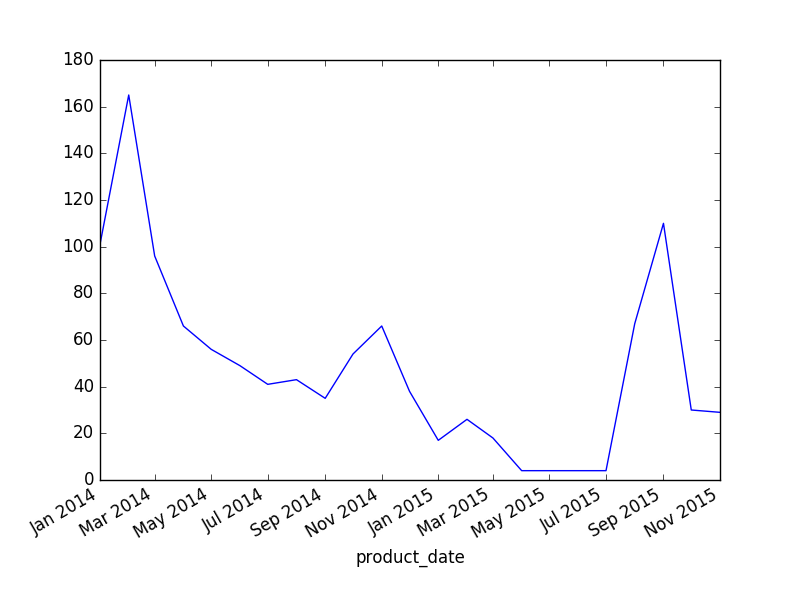 180
160
140
120
100
80
60
40
20
0
Jan 2014
Mar 2014
May 2014
Jul 2014
Sep 2014
Nov 2014
Jan 2015
Mar 2015
May 2015
Jul 2015
Sep 2015
Nov 2015
product_date